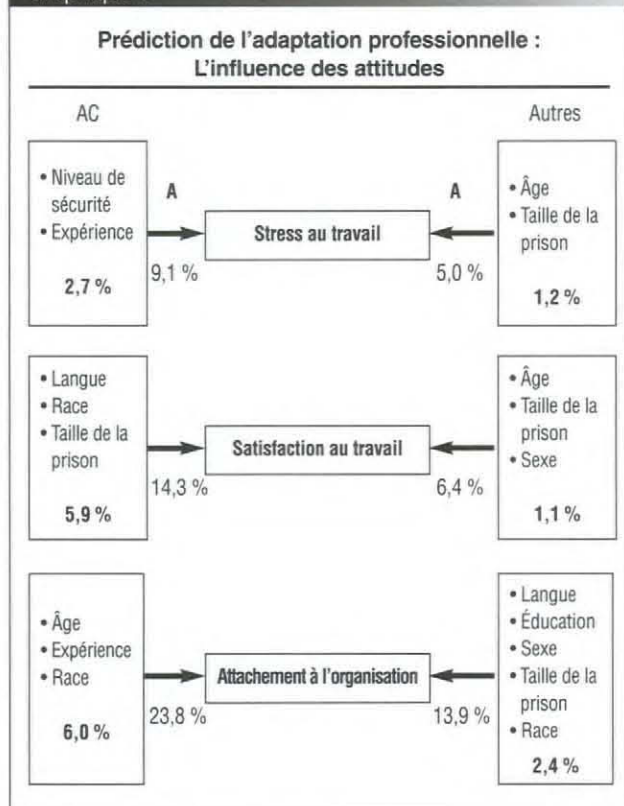 Prédiction de l'adaptation professionnelle :
L'influence des attitudes
AC
Autres
• Niveau de
sécurité
• Expérience
2,7 %
A
9,1 %
Stress au travail
A
5,0 %
• Âge
• Taille de la
prison
1,2 %
• Langue
• Race
• Taille de la
prison
5,9 %
14,3 %
Satisfaction au travail
6,4 %
• Âge
• Taille de la
prison
• Sexe
1,1 %
• Âge
• Expérience
• Race
6,0 %
23,8 %
Attachement à l'organisation
13,9 %
• Langue
• Éducation
• Sexe
• Taille de la
prison
• Race
2,4 %